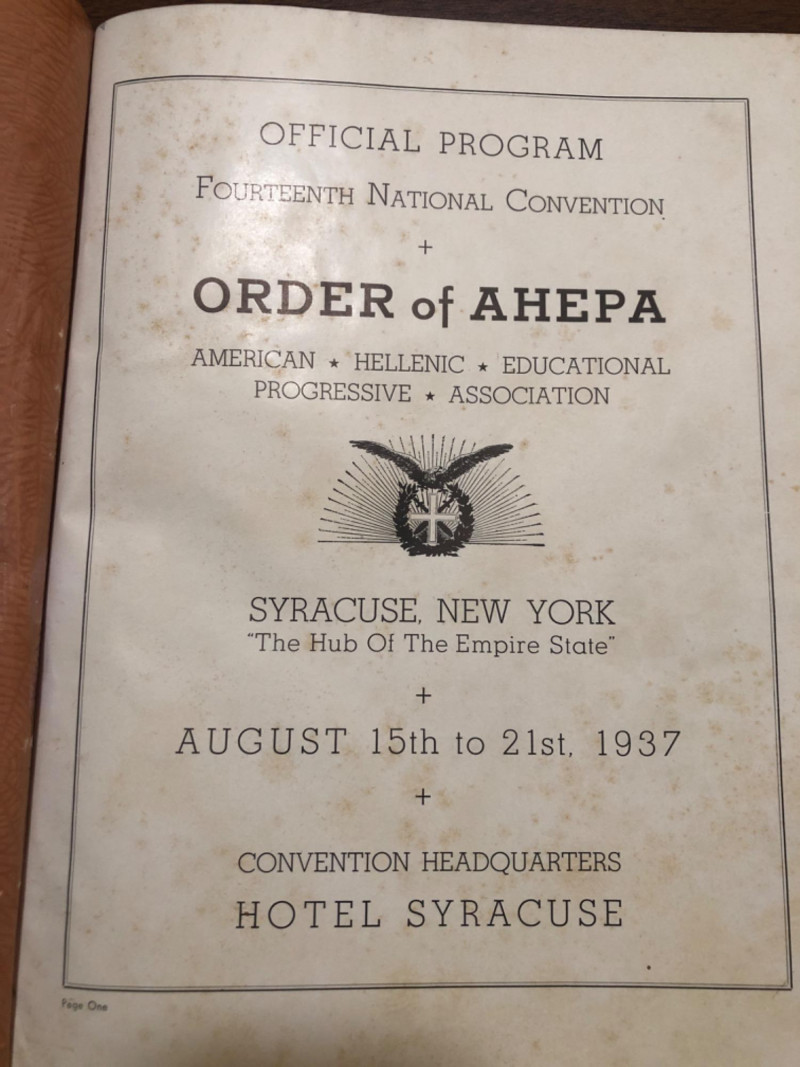 OFFICIAL PROGRAM
FOURTEENTH NATIONAL CONVENTION
+
ORDER of AHEPA
AMERICAN ★ HELLENIC ★ EDUCATIONAL
PROGRESSIVE ★ ASSOCIATION
SYRACUSE, NEW YORK
"The Hub Of The Empire State"
+
AUGUST 15th to 21st, 1937
+
CONVENTION HEADQUARTERS
HOTEL SYRACUSE
Page One